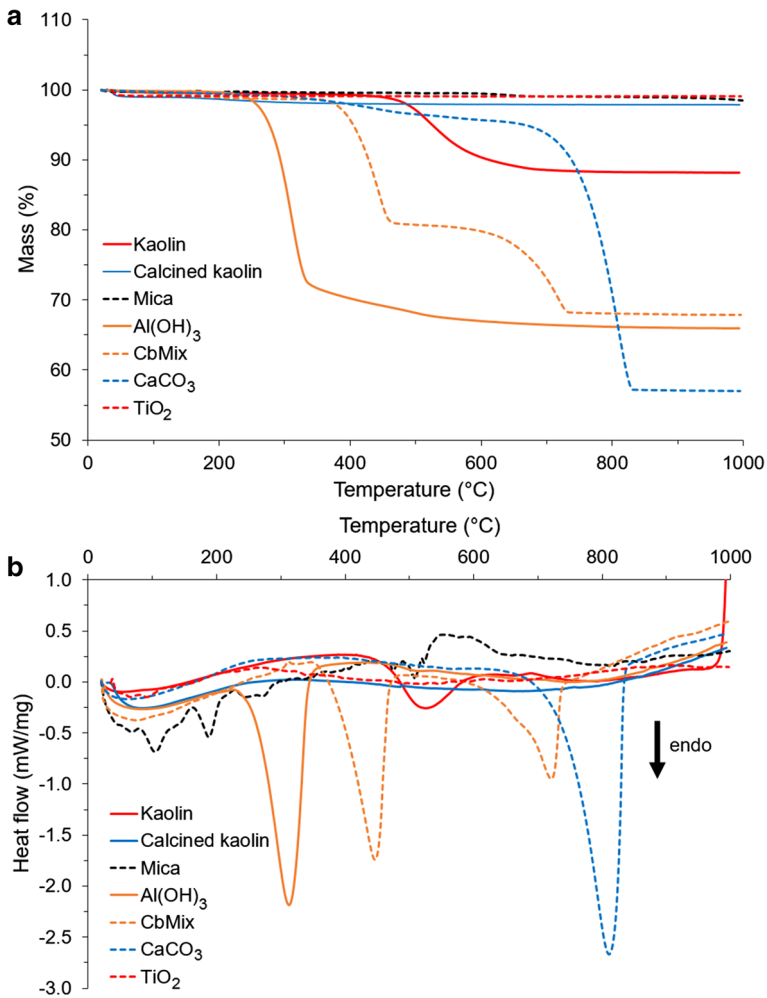 a
110
100
90
80
70
60
50
Mass (%)
Kaolin
Calcined kaolin
Mica
Al(OH)3
CbMix
CaCO3
TiO2
0 200 400 600 800 1000
Temperature (°C)
Temperature (°C)
b
0 200 400 600 800 1000
1.0
0.5
0.0
-0.5
-1.0
-1.5
-2.0
-2.5
-3.0
Heat flow (mW/mg)
endo
Kaolin
Calcined kaolin
Mica
Al(OH)3
CbMix
CaCO3
TiO2